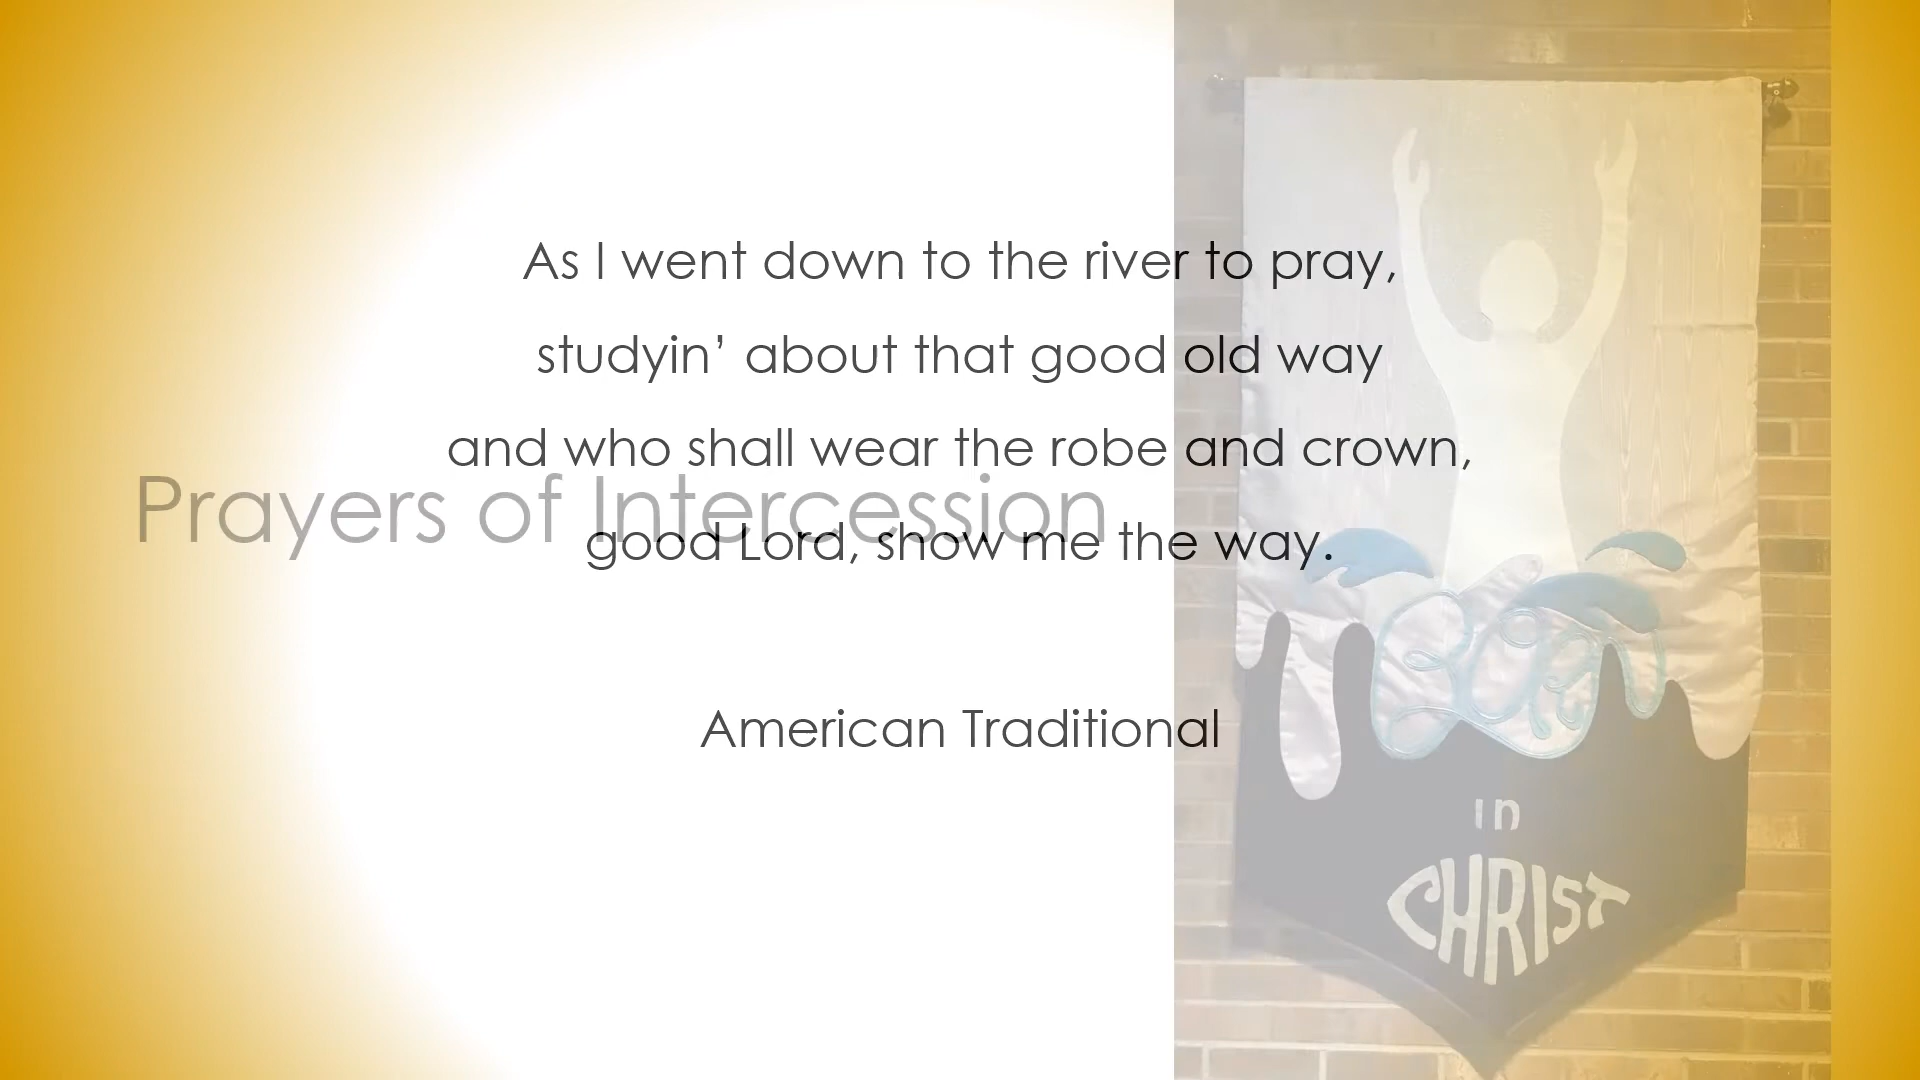 As I went down to the river to pray,
studyin’ about that good old way
and who shall wear the robe and crown,
Prayers of Intercession
good Lord, show me the way.
American Traditional
Born
in
CHRIST